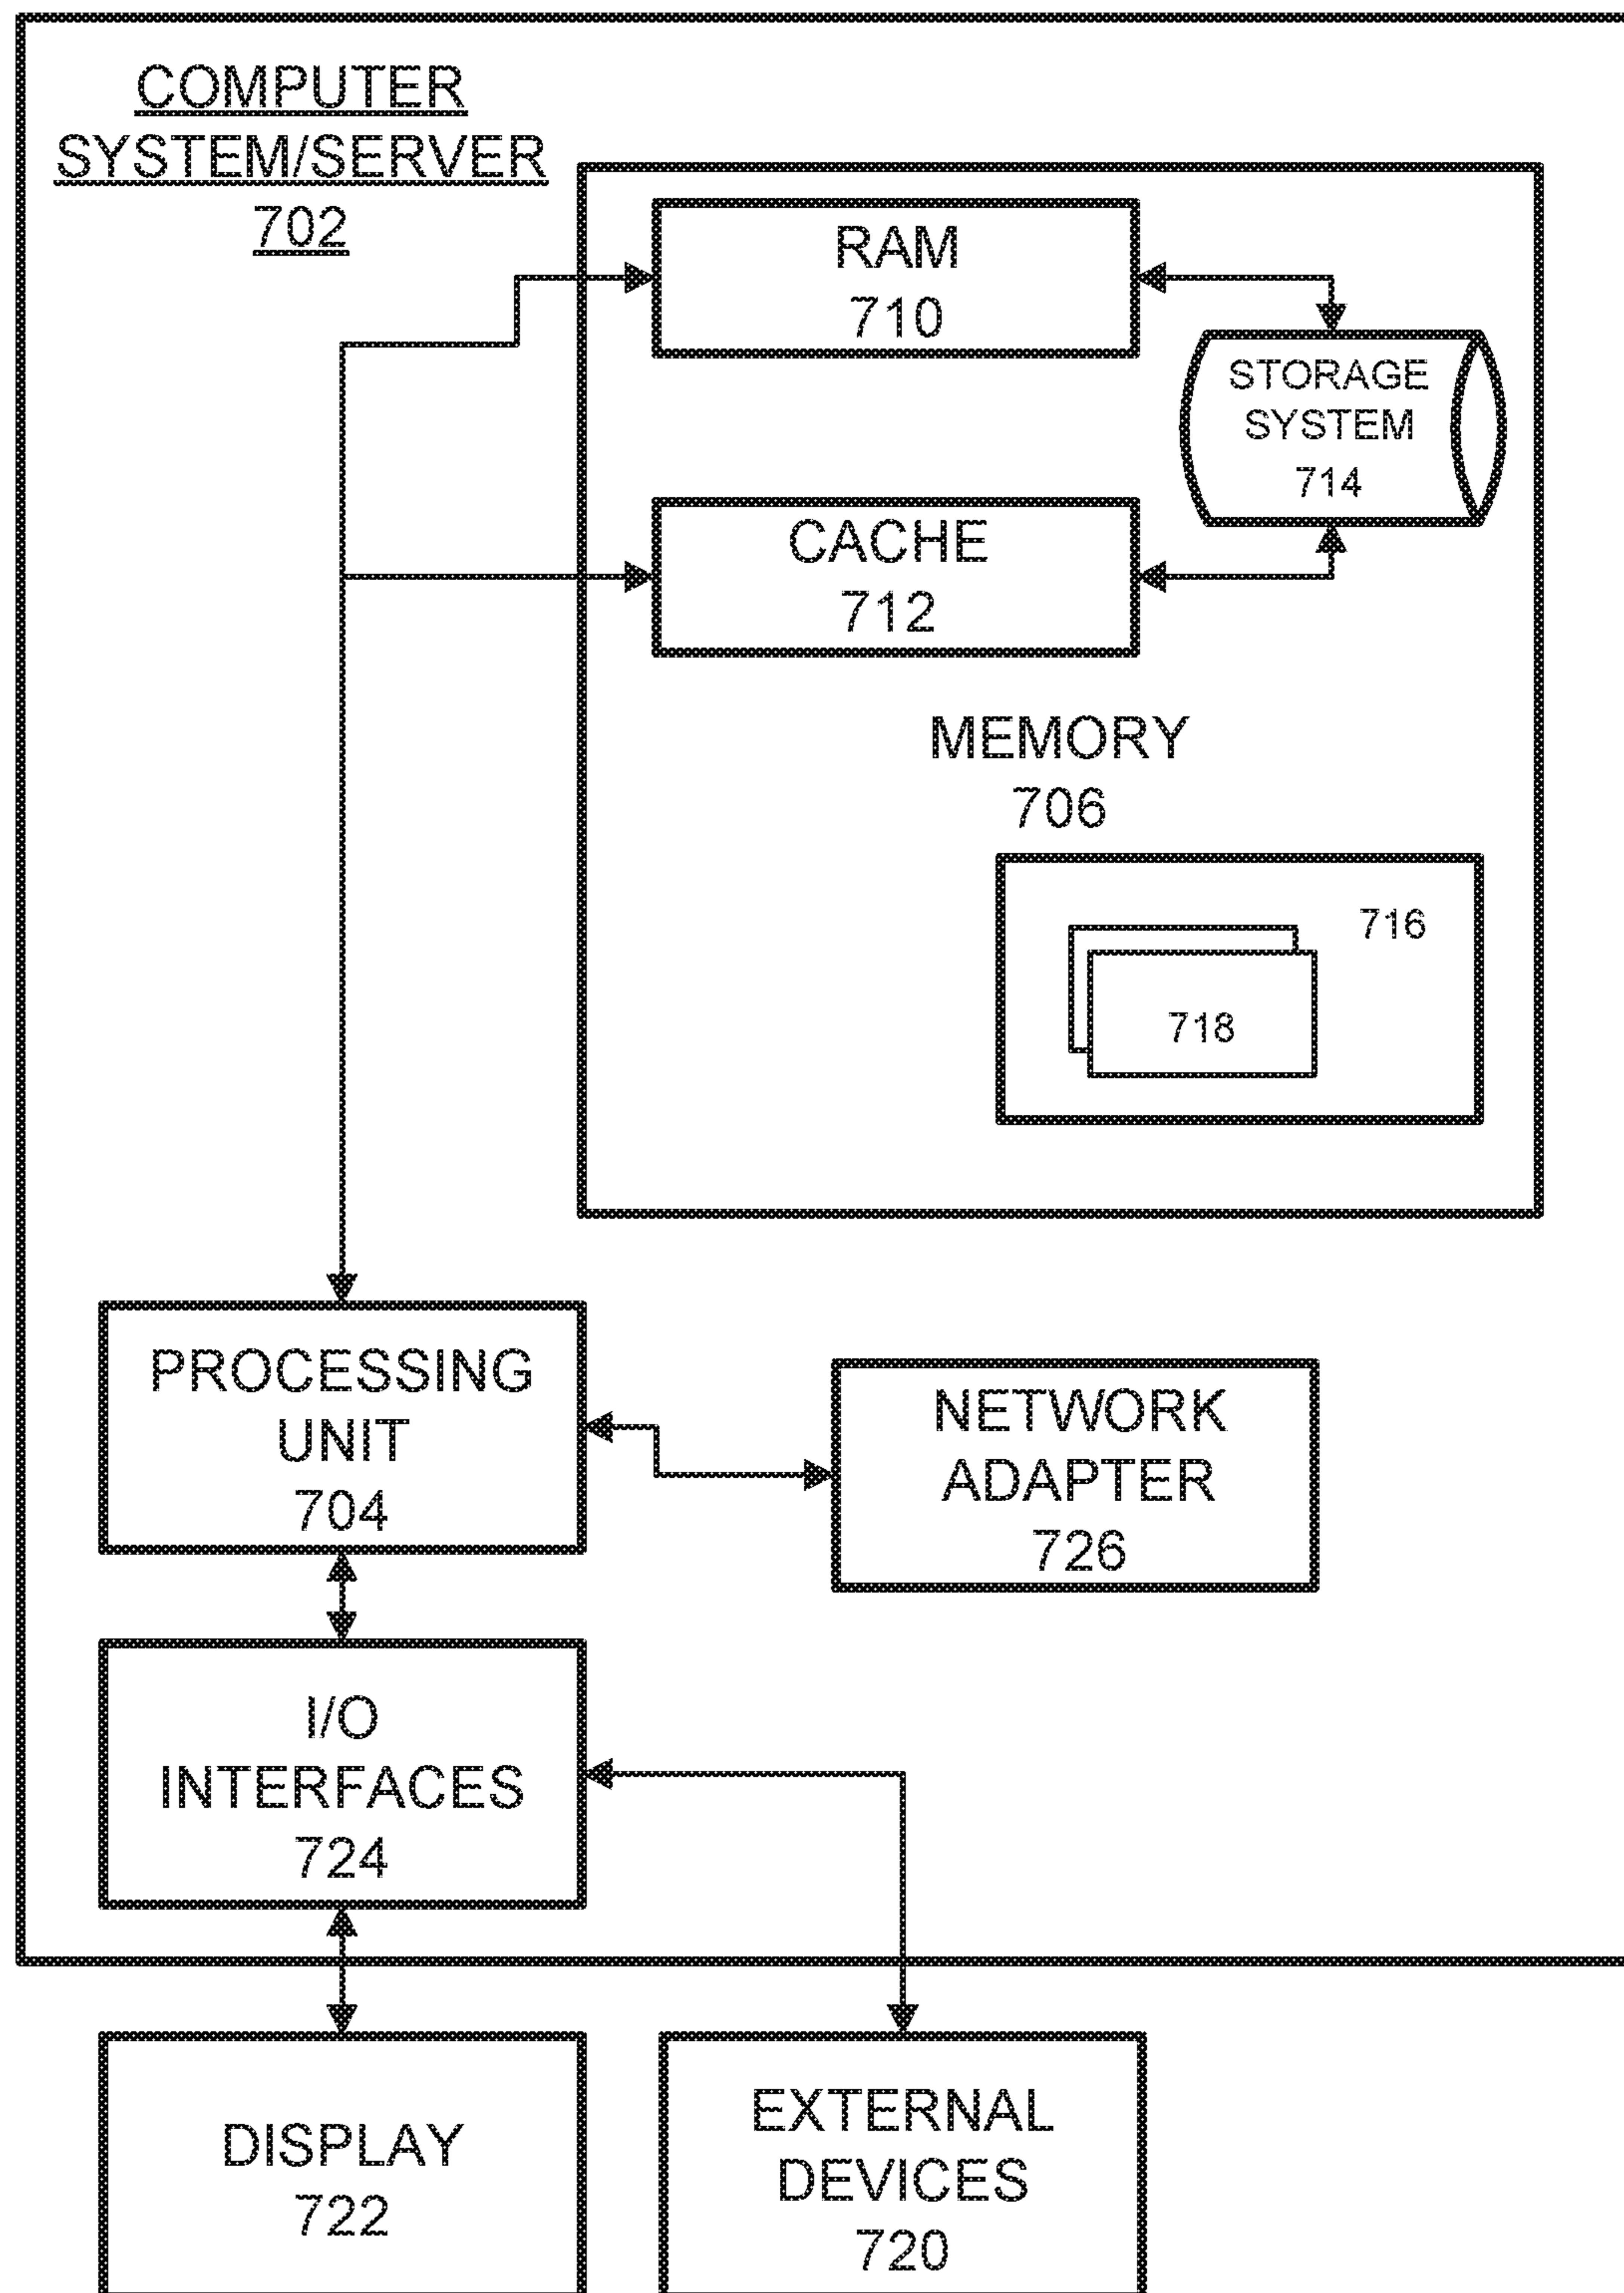 COMPUTER
SYSTEM/SERVER
702
RAM
710
STORAGE
SYSTEM
714
CACHE
712
MEMORY
706
716
718
PROCESSING
UNIT
704
NETWORK
ADAPTER
726
I/O
INTERFACES
724
DISPLAY
722
EXTERNAL
DEVICES
720